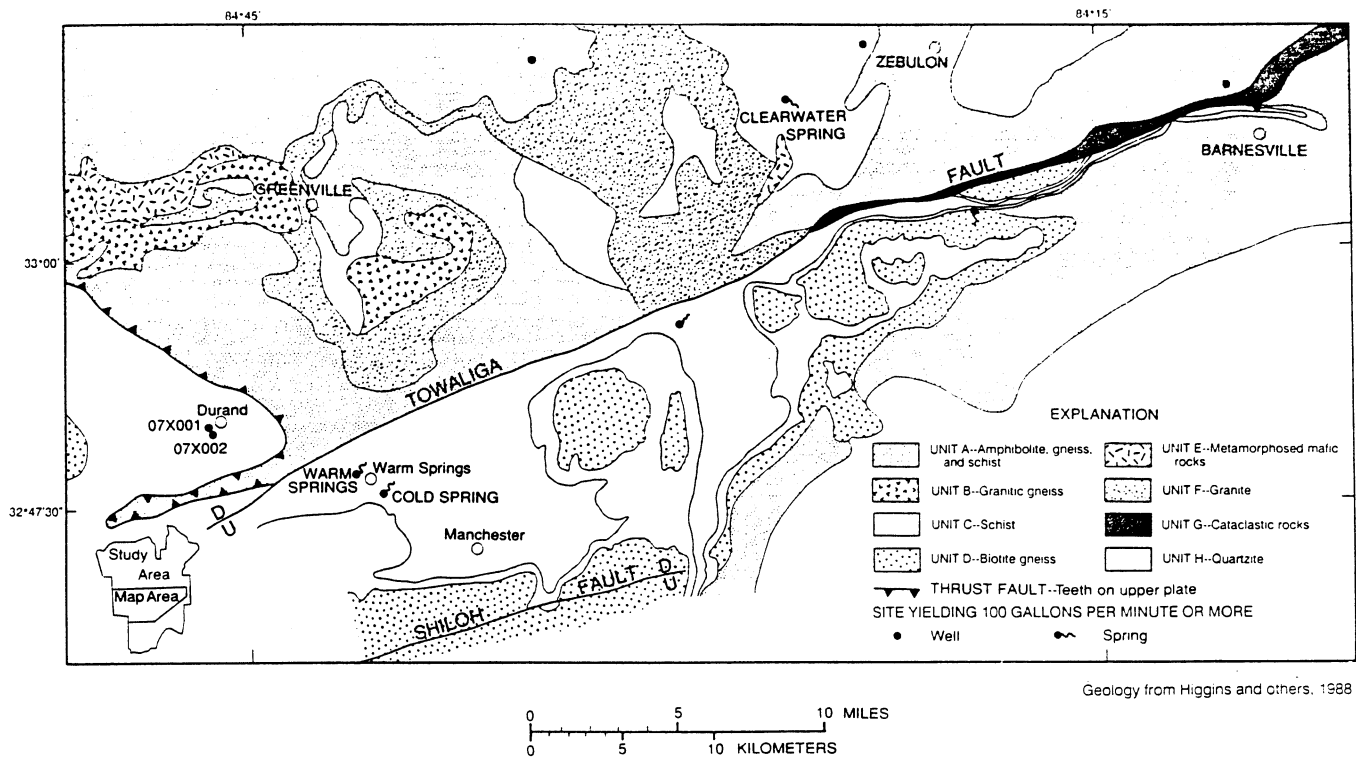 84°45'
84°15'
ZEBULON
CLEARWATER
SPRING
BARNESVILLE
FAULT
GREENVILLE
33°00'
TOWALIGA
Durand
07X001
07X002
WARM
SPRINGS
Warm Springs
COLD SPRING
32°47'30"
D
U
Manchester
SHILOH
FAULT
D
U
Study
Area
Map Area
EXPLANATION
UNIT A--Amphibolite, gneiss,
and schist
UNIT B--Granitic gneiss
UNIT C--Schist
UNIT D--Biotite gneiss
UNIT E--Metamorphosed mafic
rocks
UNIT F--Granite
UNIT G--Cataclastic rocks
UNIT H--Quartzite
THRUST FAULT--Teeth on upper plate
SITE YIELDING 100 GALLONS PER MINUTE OR MORE
Well
Spring
Geology from Higgins and others, 1988
0 5 10 MILES
0 5 10 KILOMETERS